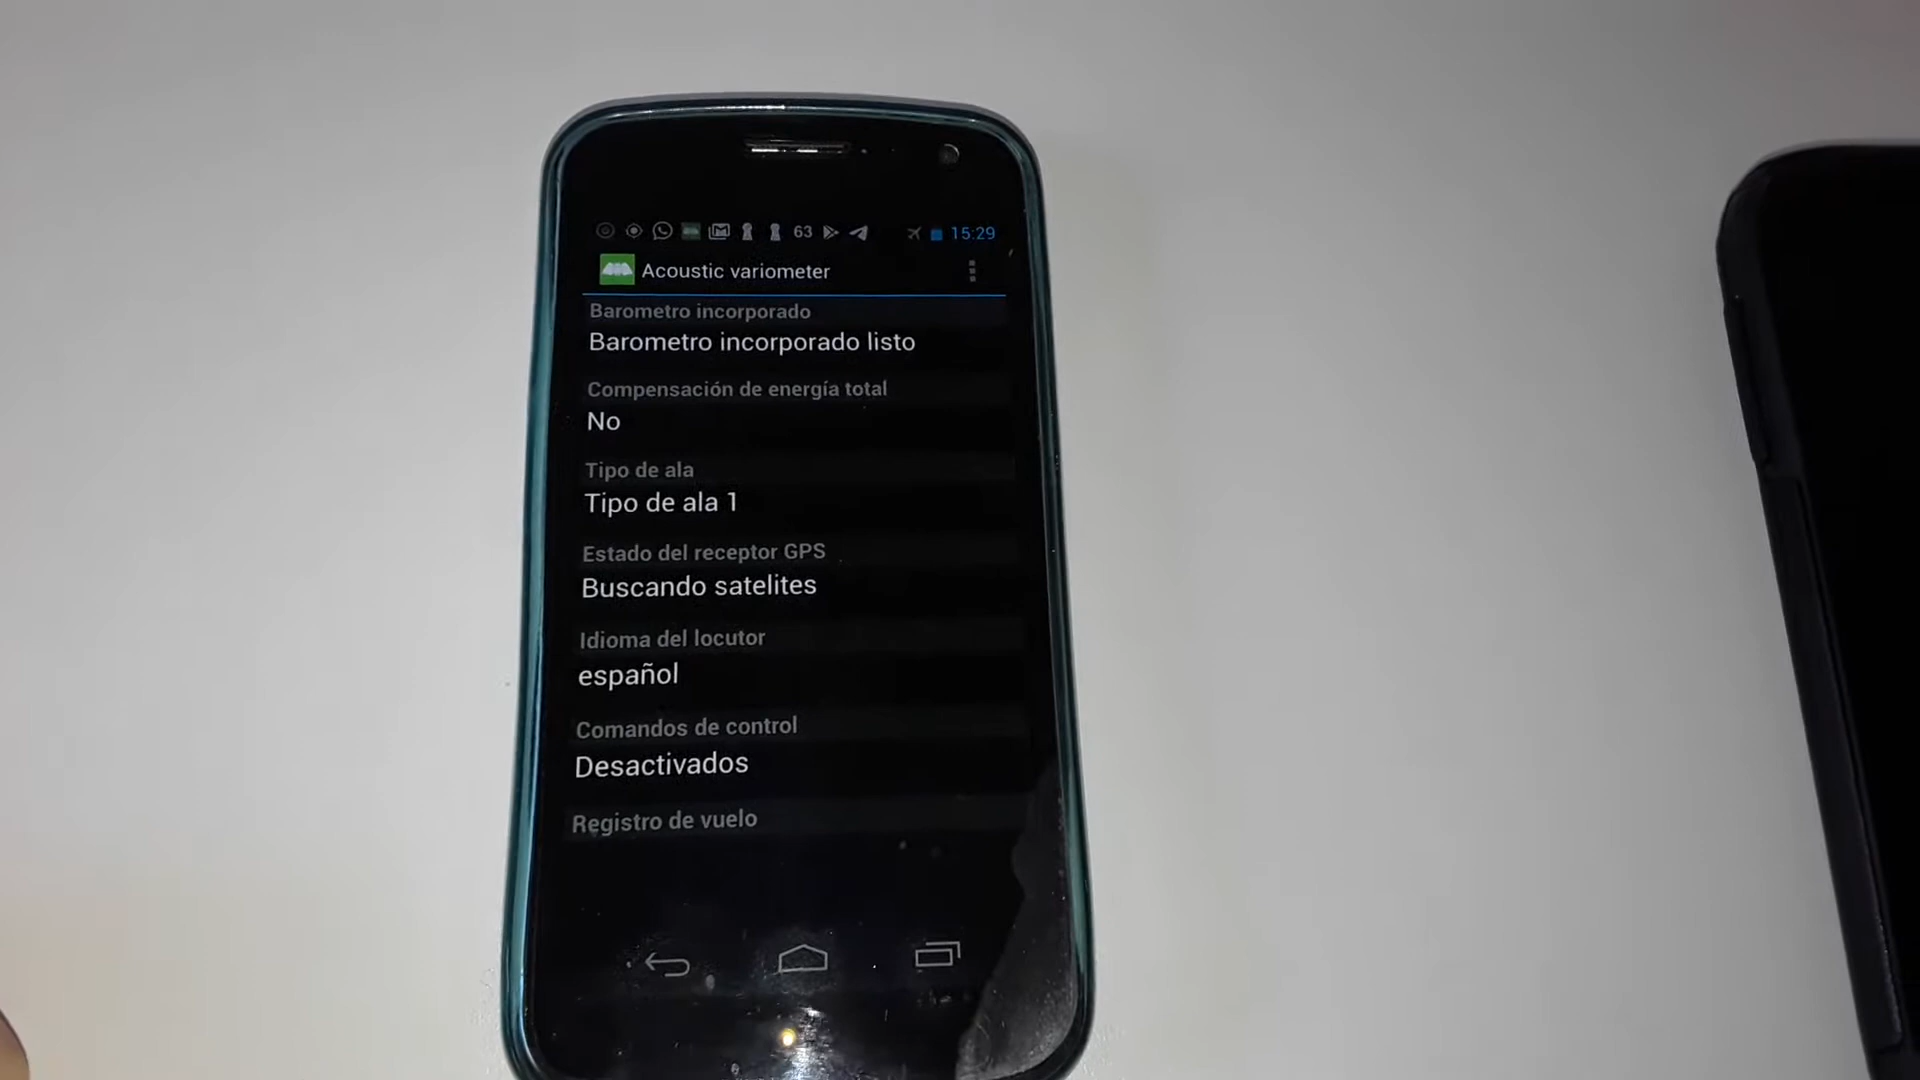 63
15:29
Acoustic variometer
Barometro incorporado
Barometro incorporado listo
Compensación de energía total
No
Tipo de ala
Tipo de ala 1
Estado del receptor GPS
Buscando satelites
Idioma del locutor
español
Comandos de control
Desactivados
Registro de vuelo